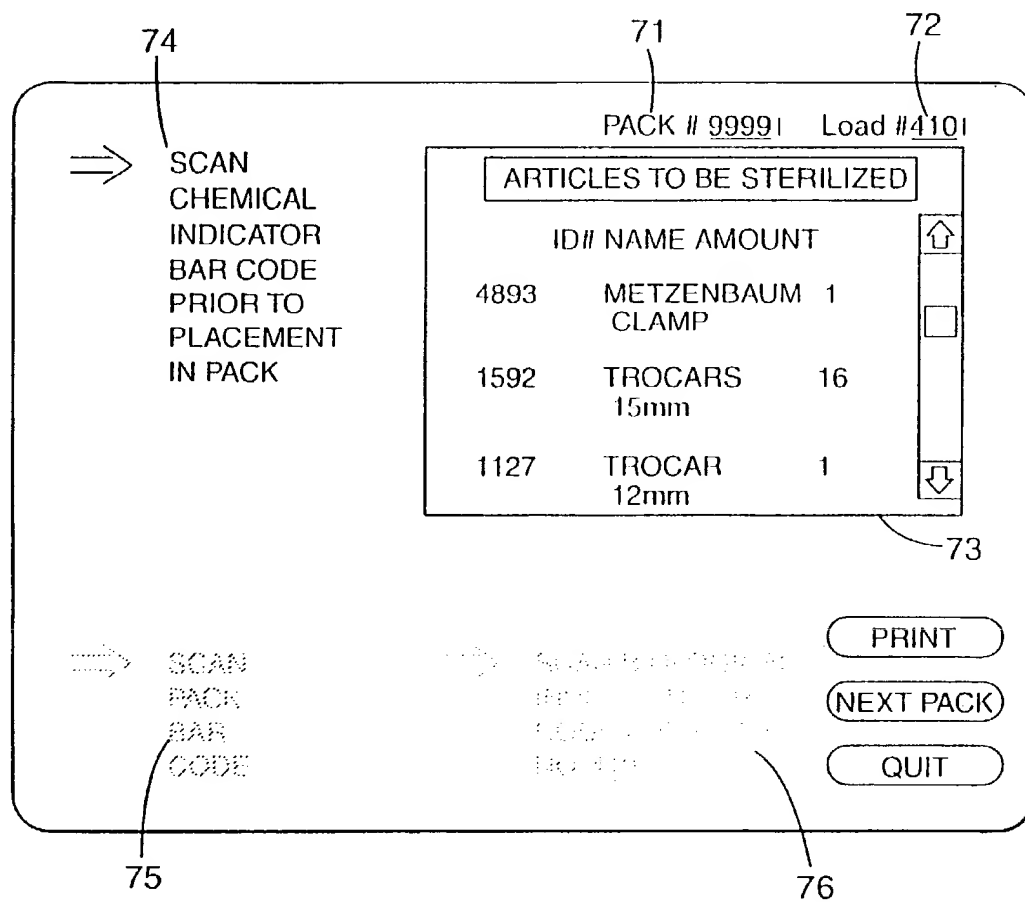 74
71
72
PACK # 9999
Load #410
SCAN
CHEMICAL
INDICATOR
BAR CODE
PRIOR TO
PLACEMENT
IN PACK
ARTICLES TO BE STERILIZED
ID# NAME AMOUNT
4893 METZENBAUM 1
CLAMP
1592 TROCARS 16
15mm
1127 TROCAR 1
12mm
73
SCAN
PACK
BAR
CODE
PRINT
NEXT PACK
QUIT
75
76